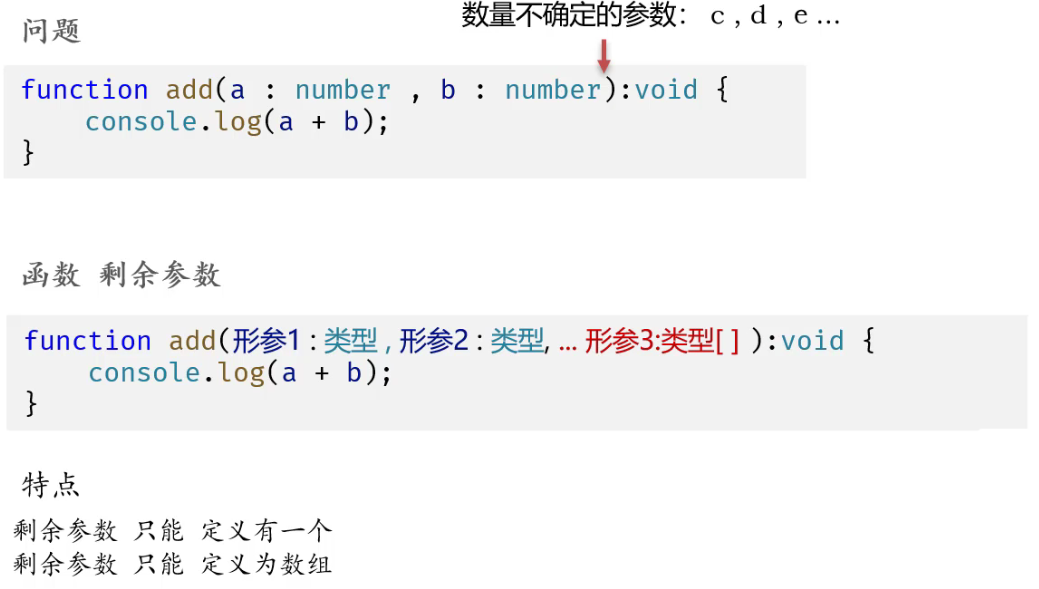 数量不确定的参数： c , d , e ...
问题
function add(a : number , b : number):void {
    console.log(a + b);
}
函数 剩余参数
function add(形参1 : 类型 , 形参2 : 类型, ... 形参3:类型[ ] ):void {
    console.log(a + b);
}
特点
剩余参数 只能 定义有一个
剩余参数 只能 定义为数组